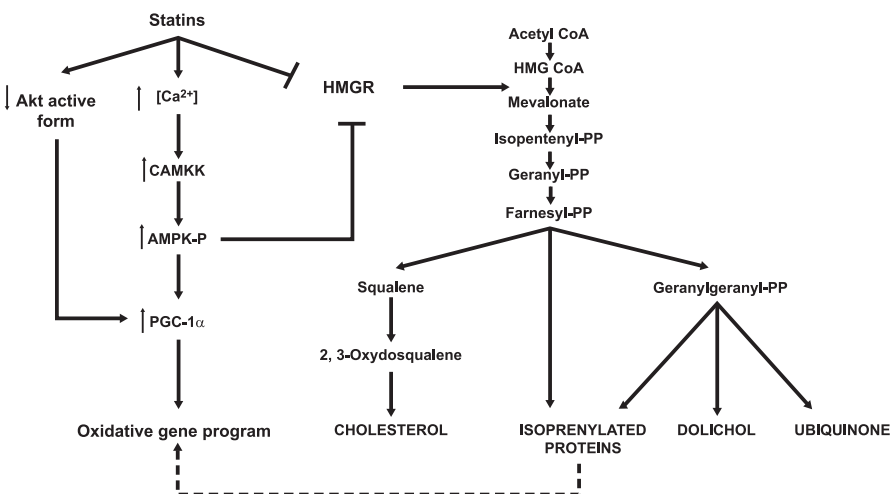 Statins
Akt active
form
[Ca²⁺]
CAMKK
AMPK-P
PGC-1α
Oxidative gene program
HMGR
Acetyl CoA
HMG CoA
Mevalonate
Isopentenyl-PP
Geranyl-PP
Farnesyl-PP
Squalene
2, 3-Oxydosqualene
CHOLESTEROL
Geranylgeranyl-PP
ISOPRENYLATED
PROTEINS
DOLICHOL
UBIQUINONE